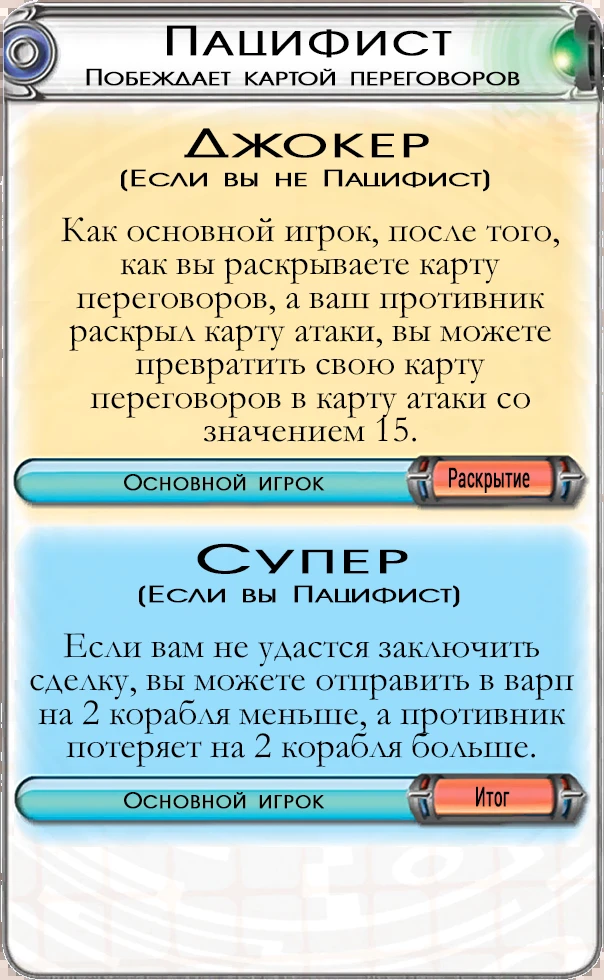 Пацифист
Побеждает картой переговоров
Джокер
(Если вы не Пацифист)
Как основной игрок, после того,
как вы раскрываете карту
переговоров, а ваш противник
раскрыл карту атаки, вы можете
превратить свою карту
переговоров в карту атаки со
значением 15.
Основной игрок Раскрытие
Супер
(Если вы Пацифист)
Если вам не удастся заключить
сделку, вы можете отправить в варп
на 2 корабля меньше, а противник
потеряет на 2 корабля больше.
Основной игрок Итог